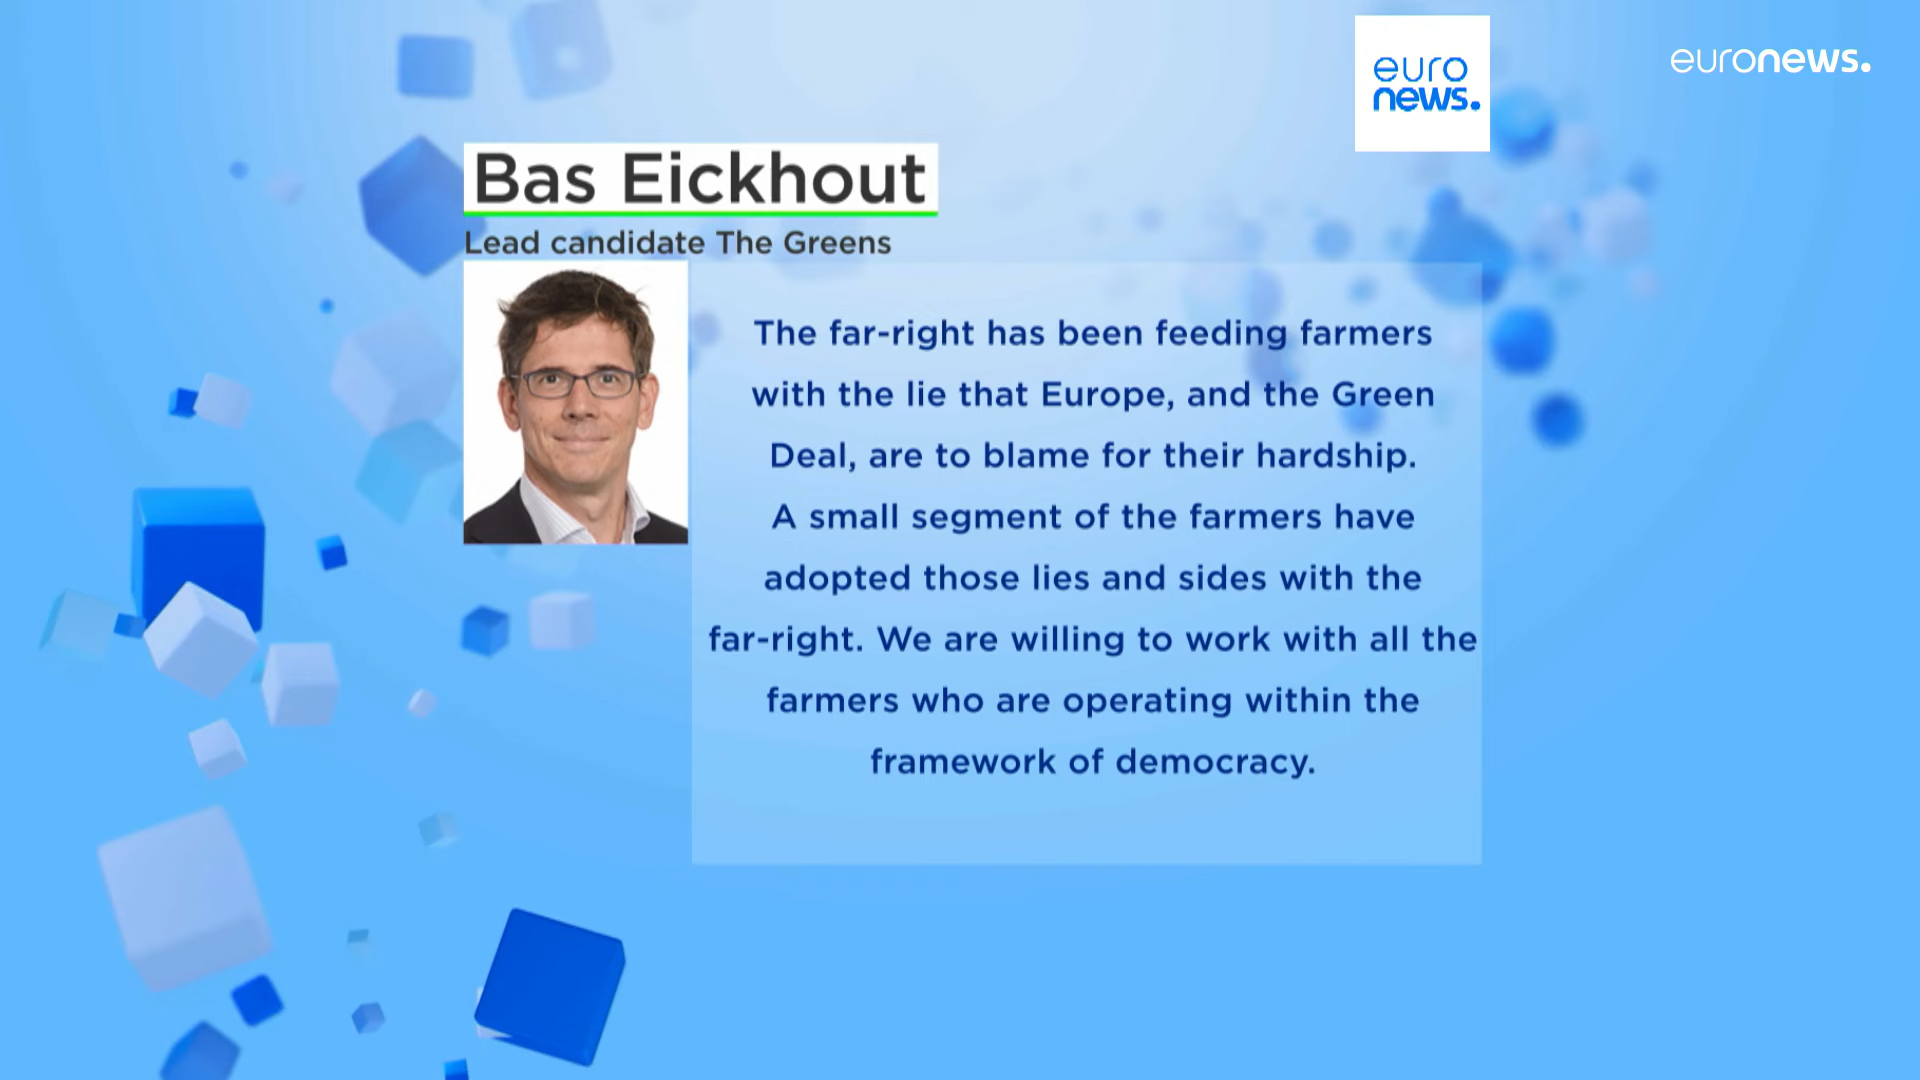 euro
news.
euronews.
Bas Eickhout
Lead candidate The Greens
The far-right has been feeding farmers
with the lie that Europe, and the Green
Deal, are to blame for their hardship.
A small segment of the farmers have
adopted those lies and sides with the
far-right. We are willing to work with all the
farmers who are operating within the
framework of democracy.